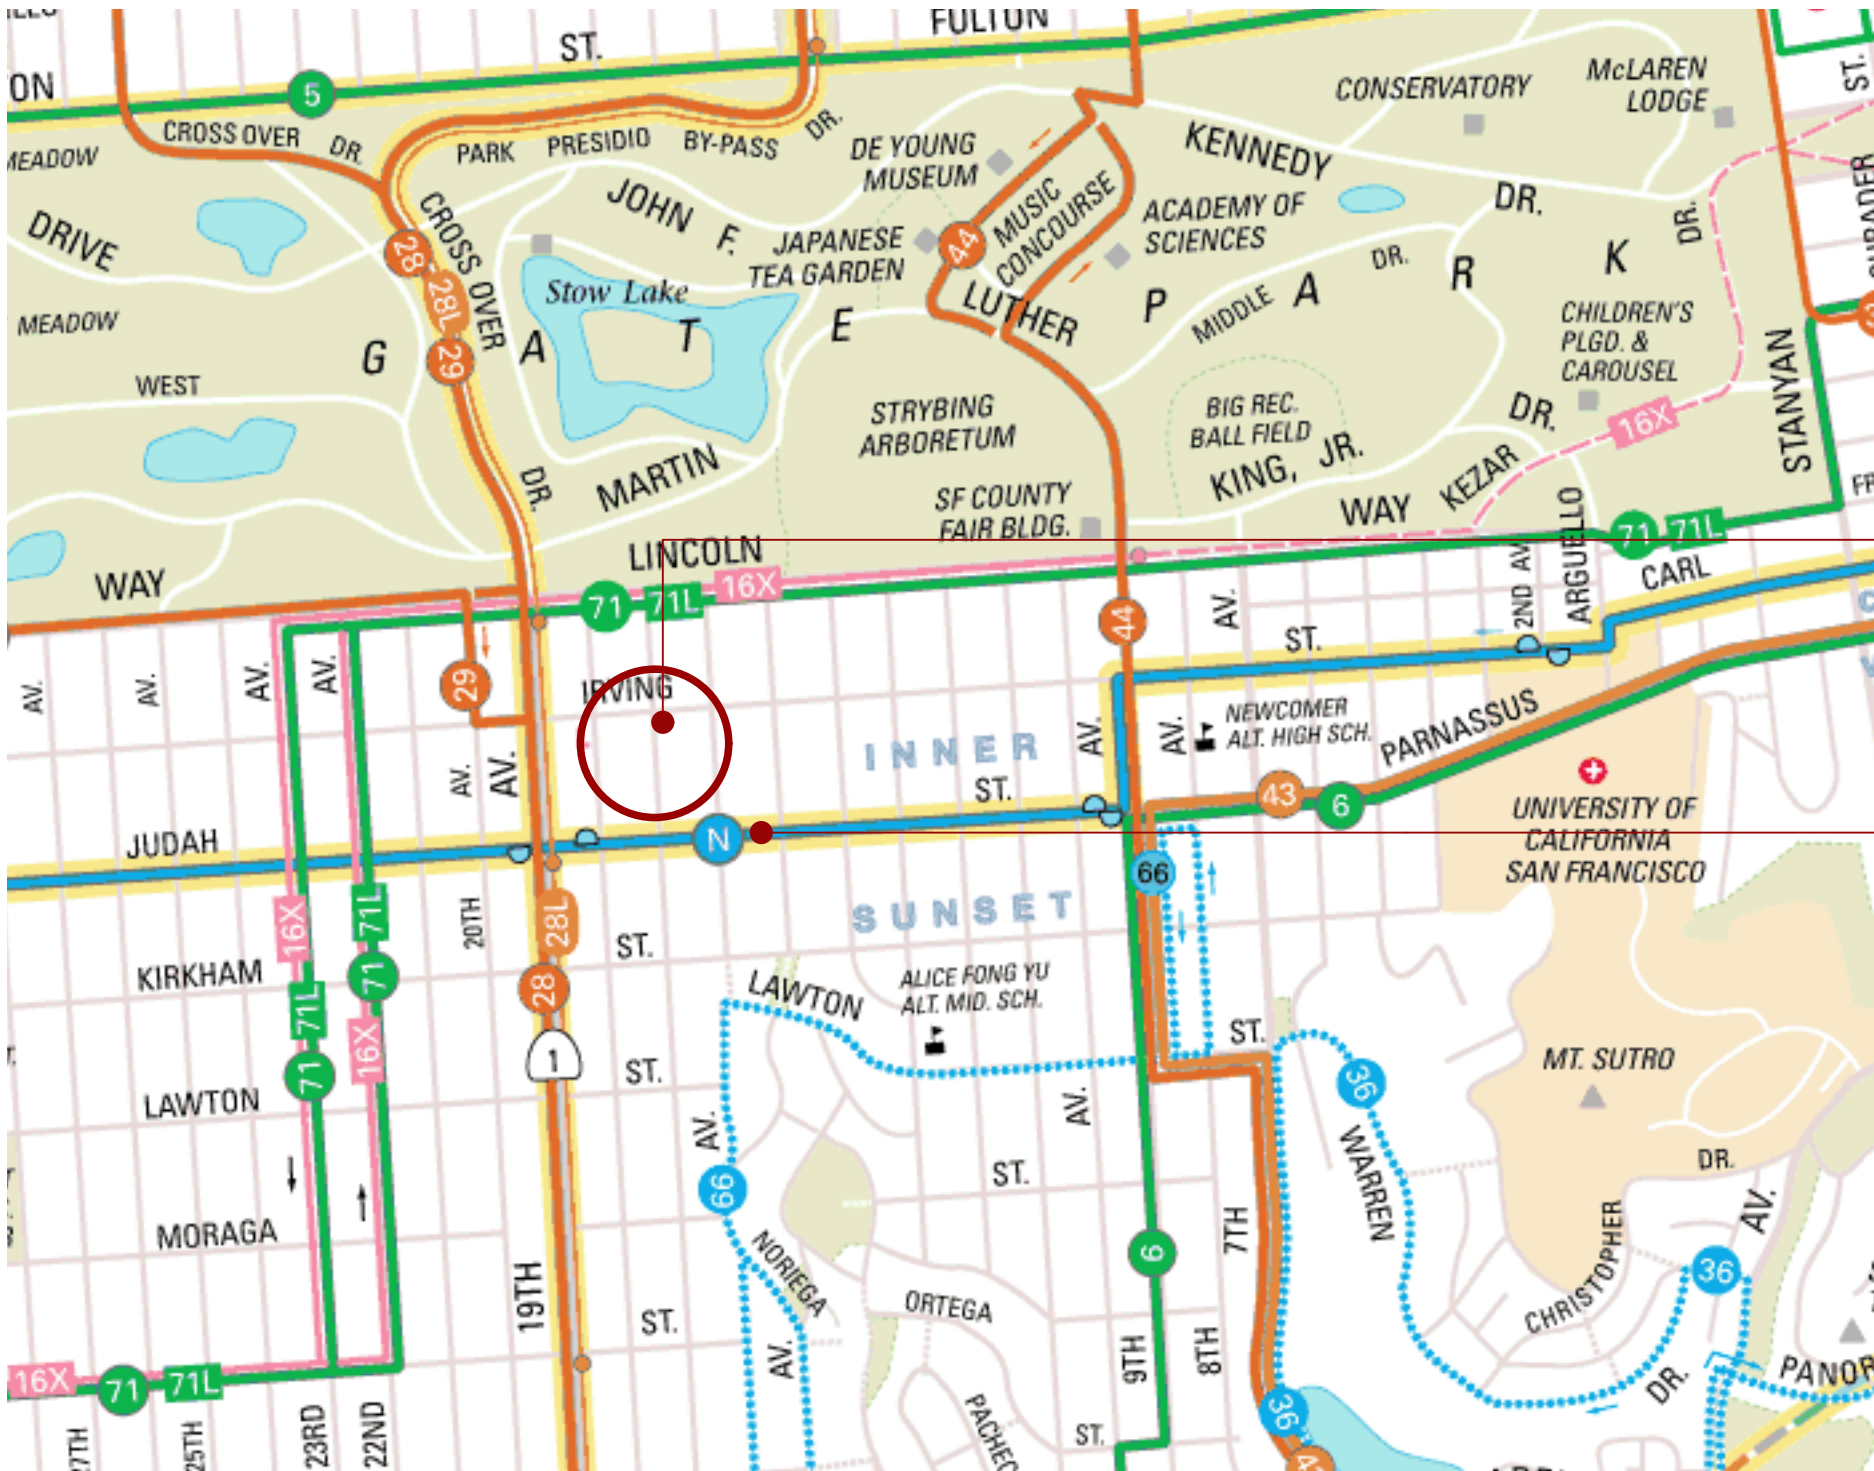 FULTON
ST.
5
CROSS OVER
DR.
PARK
PRESIDIO
BY-PASS
DR.
MEADOW
DRIVE
MEADOW
WEST
CROSS OVER
DR.
28
28L
29
JOHN
F.
KENNEDY
DR.
DE YOUNG
MUSEUM
JAPANESE
TEA GARDEN
44
MUSIC
CONCOURSE
ACADEMY OF
SCIENCES
CONSERVATORY
McLAREN
LODGE
ST.
Stow Lake
G
A
T
E
P
A
R
K
LUTHER
MIDDLE
DR.
DR.
CHILDREN'S
PLGD. &
CAROUSEL
STRYBING
ARBORETUM
BIG REC.
BALL FIELD
MARTIN
KING, JR.
DR.
16X
KEZAR
STANYAN
SF COUNTY
FAIR BLDG.
WAY
ARGUELLO
71
71L
LINCOLN
WAY
71
71L
16X
44
AV.
2ND AV.
CARL
ST.
AV.
AV.
AV.
AV.
29
IRVING
AV.
AV.
INNER
ST.
AV.
AV.
NEWCOMER
ALT. HIGH SCH.
PARNASSUS
43
6
UNIVERSITY OF
CALIFORNIA
SAN FRANCISCO
JUDAH
N
66
SUNSET
16X
71L
20TH
28L
ST.
KIRKHAM
71
28
71L
LAWTON
ALICE FONG YU
ALT. MID. SCH.
ST.
16X
71
1
ST.
36
MT. SUTRO
LAWTON
AV.
AV.
WARREN
DR.
ST.
66
MORAGA
NORIEGA
6
7TH
CHRISTOPHER
AV.
36
19TH
ORTEGA
ST.
AV.
9TH
8TH
16X
71
71L
DR.
27TH
25TH
23RD
22ND
ST.
36